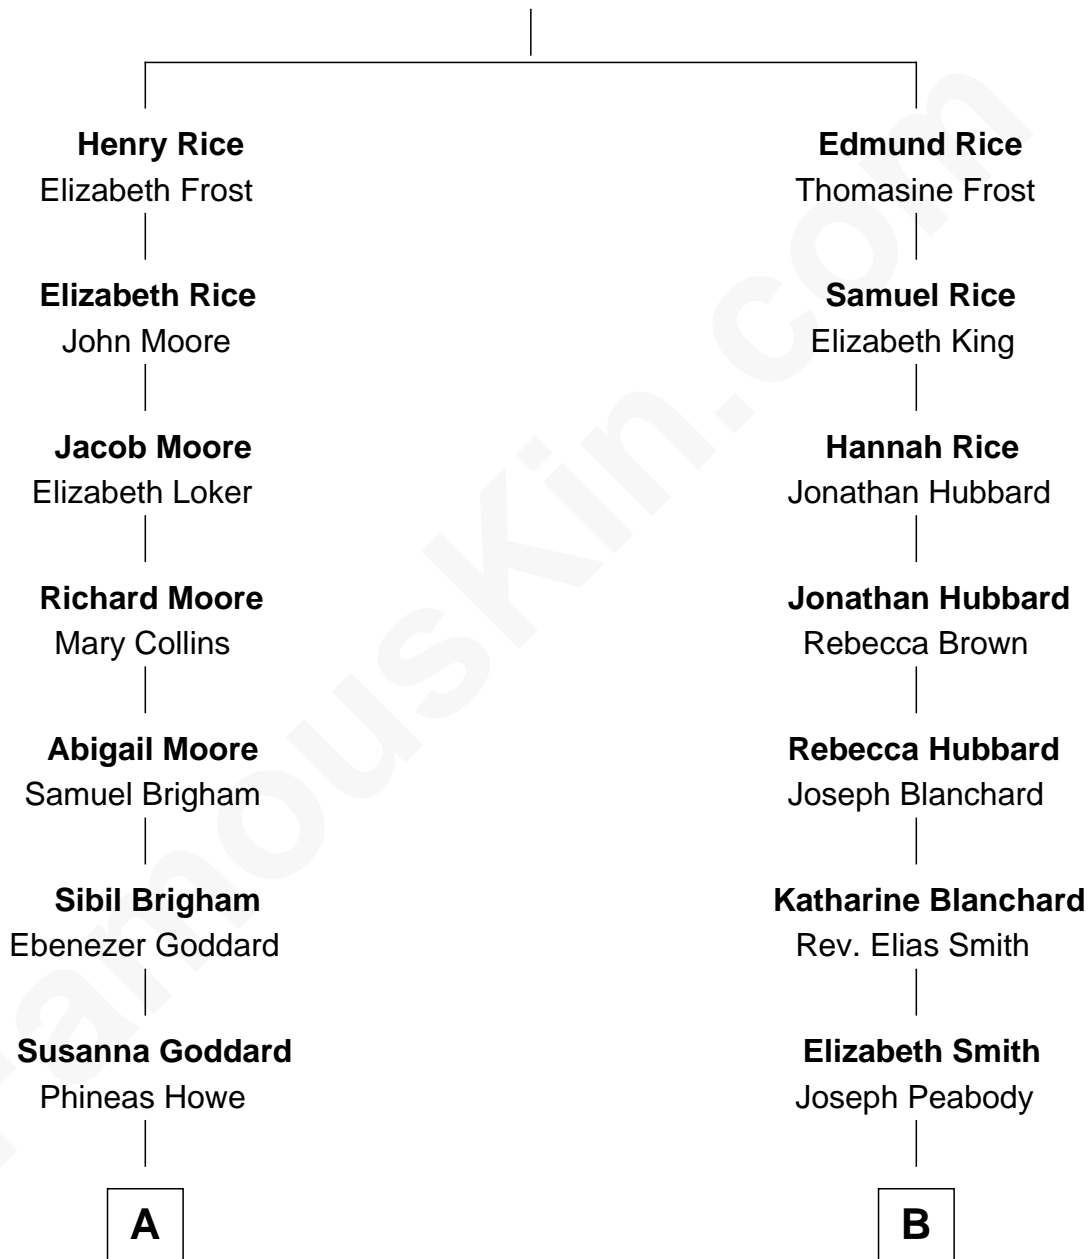 Henry Rice
Elizabeth Frost
Elizabeth Rice
John Moore
Jacob Moore
Elizabeth Loker
Richard Moore
Mary Collins
Abigail Moore
Samuel Brigham
Sibil Brigham
Ebenezer Goddard
Susanna Goddard
Phineas Howe
A
Edmund Rice
Thomasine Frost
Samuel Rice
Elizabeth King
Hannah Rice
Jonathan Hubbard
Jonathan Hubbard
Rebecca Brown
Rebecca Hubbard
Joseph Blanchard
Katharine Blanchard
Rev. Elias Smith
Elizabeth Smith
Joseph Peabody
B
FamousKin.com